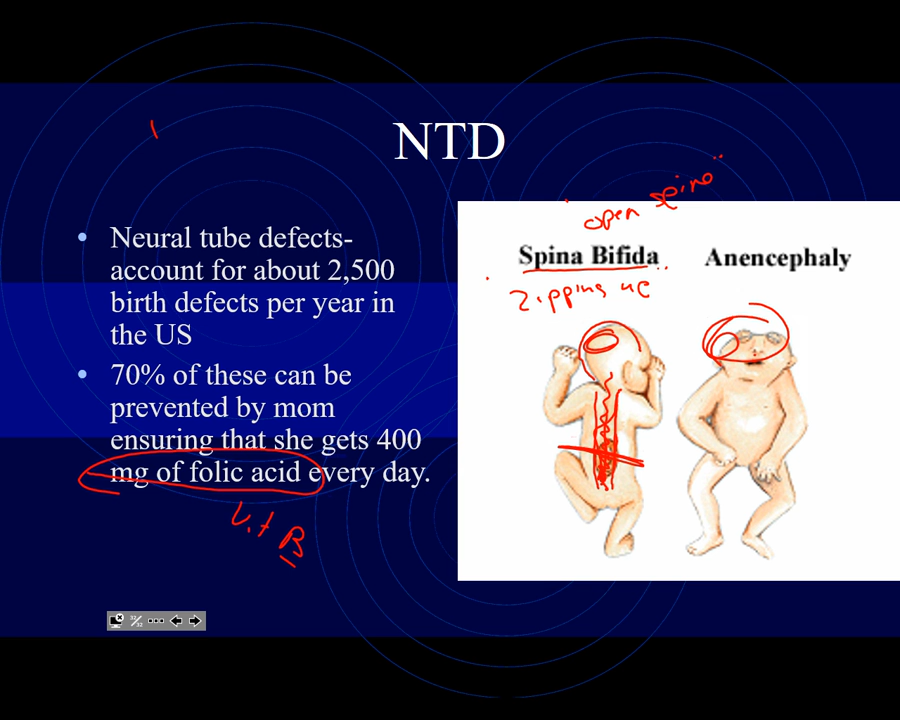 NTD
"open spine"
Spina Bifida
Anencephaly
"Zipping up"
• Neural tube defects-
account for about 2,500
birth defects per year in
the US
• 70% of these can be
prevented by mom
ensuring that she gets 400
mg of folic acid every day.
Vit B